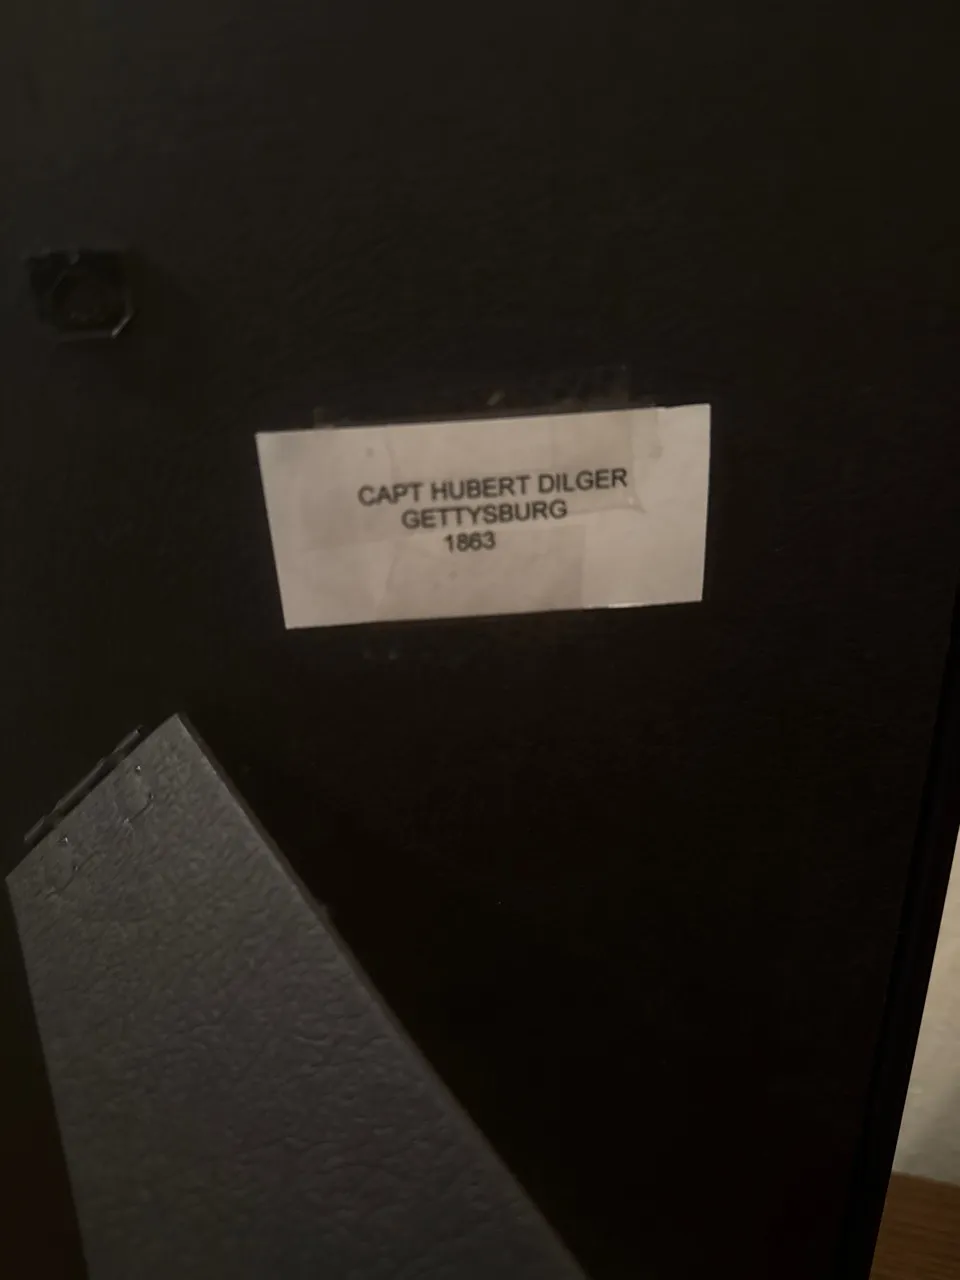 CAPT HUBERT DILGER
GETTYSBURG
1863